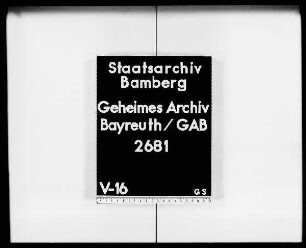 Staatsarchiv
Bamberg
Geheimes Archiv
Bayreuth/GAB
2681
V-16 GS